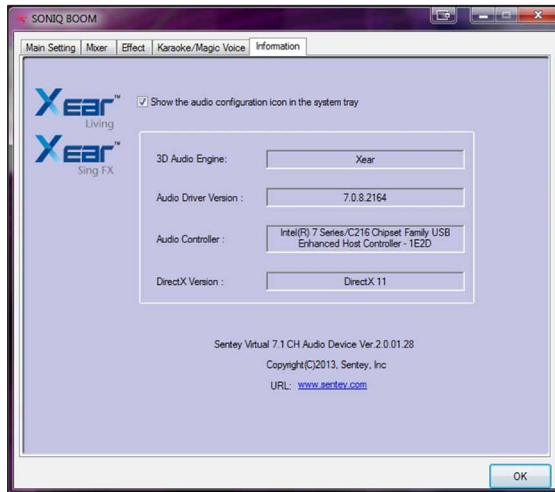 SONIQ BOOM
Main Setting Mixer Effect Karaoke/Magic Voice Information
Xear™
Living
Show the audio configuration icon in the system tray
Xear™
Sing FX
3D Audio Engine: Xear
Audio Driver Version : 7.0.8.2164
Audio Controller : Intel(R) 7 Series/C216 Chipset Family USB
Enhanced Host Controller - 1E2D
DirectX Version : DirectX 11
Sentey Virtual 7.1 CH Audio Device Ver.2.0.01.28
Copyright(C)2013, Sentey, Inc
URL: www.sentey.com
OK